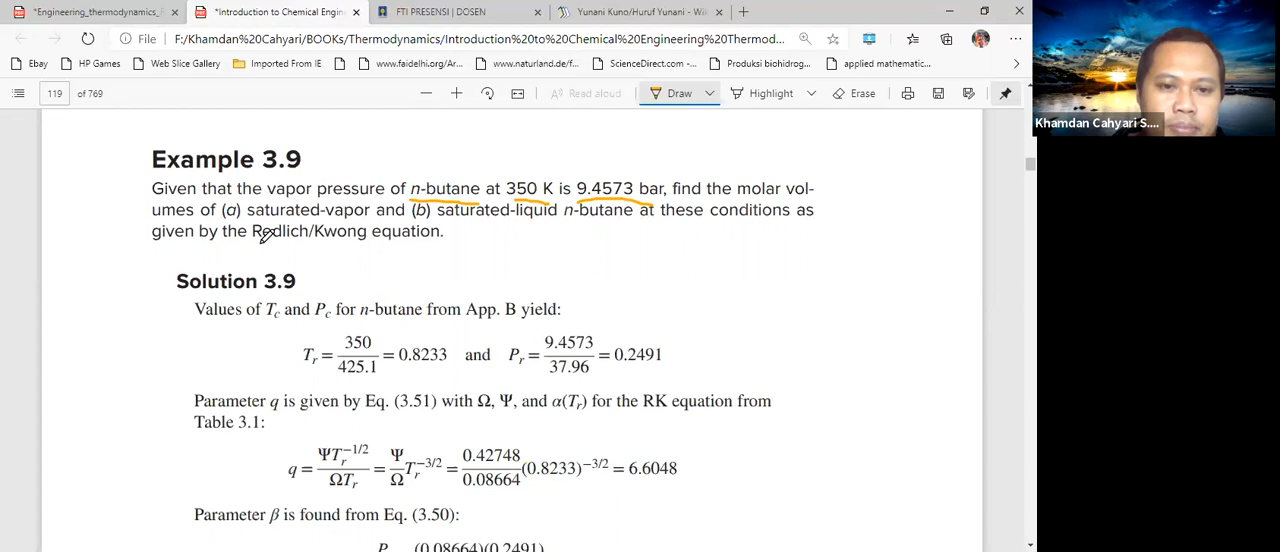 *Engineering_thermodynamics_
*Introduction to Chemical Engine
FTI PRESENSI | DOSEN
Yunani Kuno/Huruf Yunani - Wik
File
F:/Khamdan%20Cahyari/BOOKs/Thermodynamics/Introduction%20to%20Chemical%20Engineering%20Thermod...
Ebay
HP Games
Web Slice Gallery
Imported From IE
www.faidelhi.org/Ar...
www.naturland.de/f...
ScienceDirect.com -...
Produksi biohidrog...
applied mathematic...
119 of 769
Read aloud
Draw
Highlight
Erase
Khamdan Cahyari S....
Example 3.9
Given that the vapor pressure of n-butane at 350 K is 9.4573 bar, find the molar vol-
umes of (a) saturated-vapor and (b) saturated-liquid n-butane at these conditions as
given by the Redlich/Kwong equation.
Solution 3.9
Values of Tc and Pc for n-butane from App. B yield:
Tr = 350/425.1 = 0.8233 and Pr = 9.4573/37.96 = 0.2491
Parameter q is given by Eq. (3.51) with Ω, Ψ, and α(Tr) for the RK equation from
Table 3.1:
q = ΨTr^−1/2/ΩTr = Ψ/Ω Tr^−3/2 = 0.42748/0.08664 (0.8233)^−3/2 = 6.6048
Parameter β is found from Eq. (3.50):
P (0.08664)(0.2491)